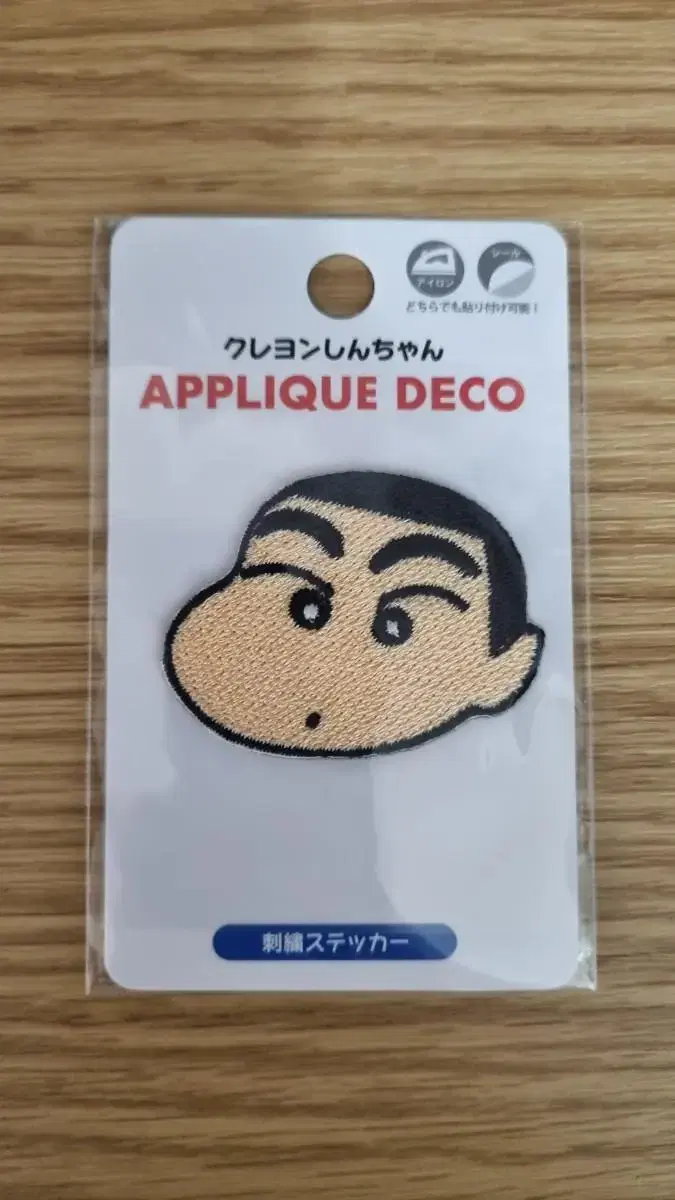 アイロン
シール
どちらでも貼り付け可能！
クレヨンしんちゃん
APPLIQUE DECO
刺繍ステッカー